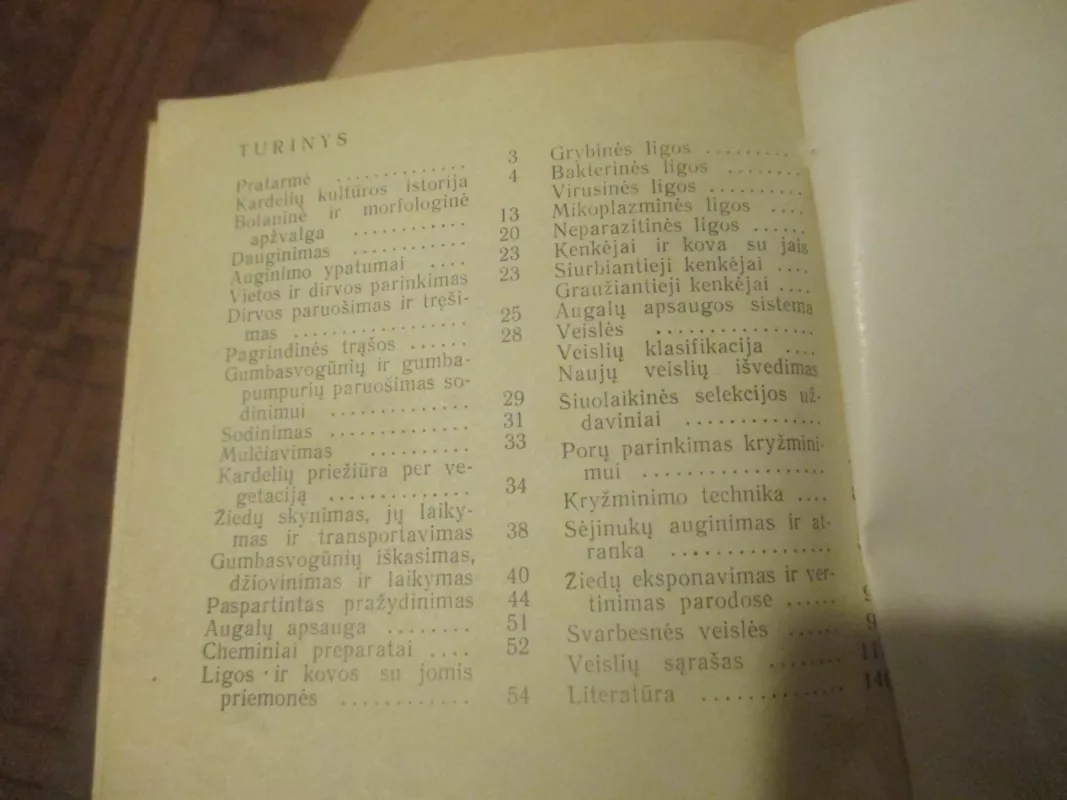 TURINYS
Pratarmė . . . . . . . . . . . . 3
Kardelių kultūros istorija 4
Botaninė ir morfologinė
apžvalga . . . . . . . . . . . 13
Dauginimas . . . . . . . . . . . 20
Auginimo ypatumai . . . . 23
Vietos ir dirvos parinkimas 23
Dirvos paruošimas ir tręši-
mas . . . . . . . . . . . . . . . . . 25
Pagrindinės trąšos . . . . . . 28
Gumbasvogūnių ir gumba-
pumpurių paruošimas so-
dinimui . . . . . . . . . . . . . 29
Sodinimas . . . . . . . . . . . . . 31
Mulčiavimas . . . . . . . . . . 33
Kardelių priežiūra per ve-
getaciją . . . . . . . . . . . . . 34
Žiedų skynimas, jų laiky-
mas ir transportavimas 38
Gumbasvogūnių iškasimas,
džiovinimas ir laikymas 40
Paspartintas pražydinimas 44
Augalų apsauga . . . . . . . . 51
Cheminiai preparatai . . . . 52
Ligos ir kovos su jomis
priemonės . . . . . . . . . . . . 54
Grybinės ligos . . . . . . . . . .
Bakterinės ligos . . . . . . . .
Virusinės ligos . . . . . . . . . .
Mikoplazminės ligos . . . .
Neparazitinės ligos . . . . . .
Kenkėjai ir kova su jais
Siurbiantieji kenkėjai . . . .
Graužiantieji kenkėjai . . . .
Augalų apsaugos sistema
Veislės . . . . . . . . . . . . . . . .
Veislių klasifikacija . . . .
Naujų veislių išvedimas
Šiuolaikinės selekcijos už-
daviniai . . . . . . . . . . . . . .
Porų parinkimas kryžmini-
mui . . . . . . . . . . . . . . . . . .
Kryžminimo technika . . . .
Sėjinukų auginimas ir at-
ranka . . . . . . . . . . . . . . . .
Žiedų eksponavimas ir ver-
tinimas parodose . . . . . . 9
Svarbesnės veislės . . . . . . 9
Veislių sąrašas . . . . . . . .
Literatūra . . . . . . . . . . . . . .